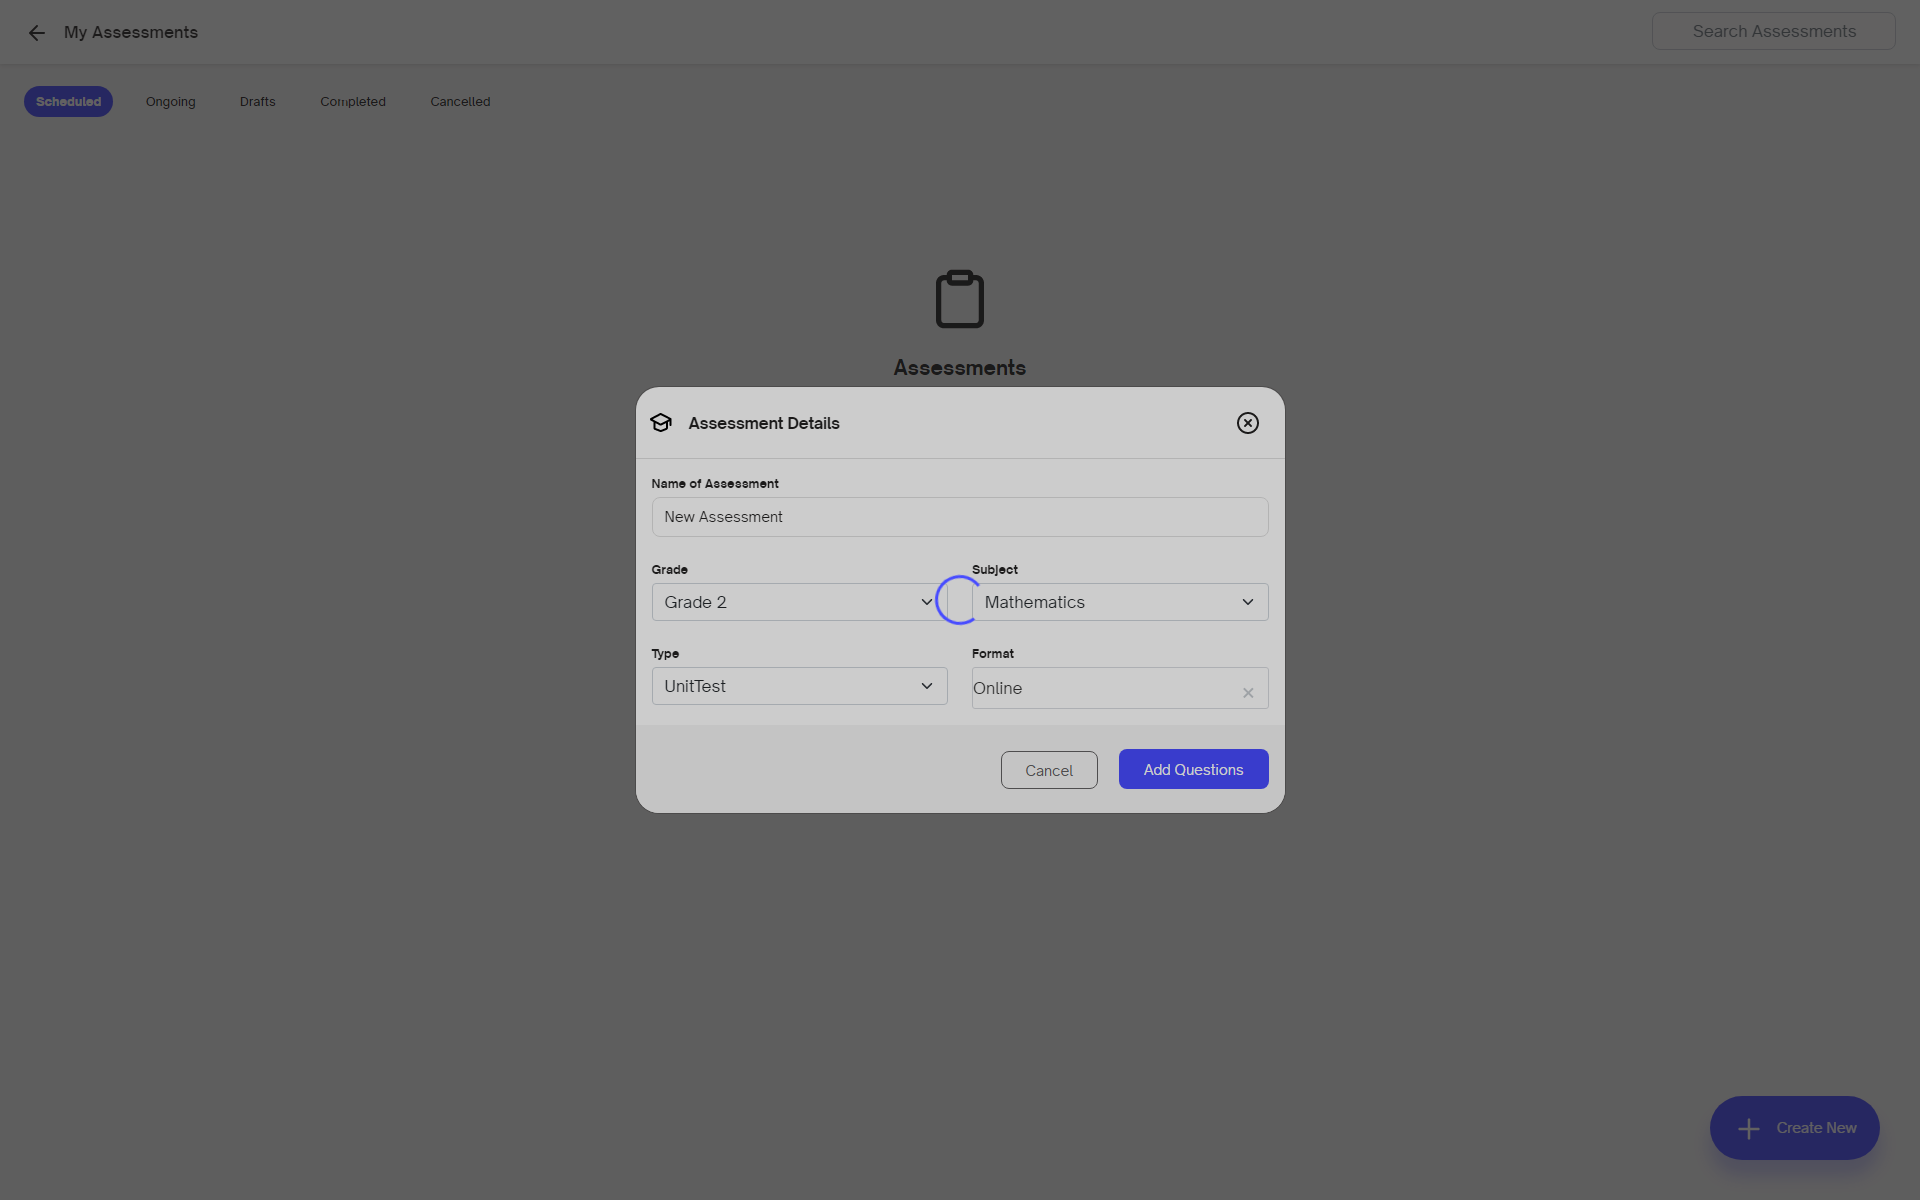 My Assessments
Search Assessments
Scheduled
Ongoing
Drafts
Completed
Cancelled
Assessments
Assessment Details
Name of Assessment
New Assessment
Grade
Subject
Grade 2
Mathematics
Type
Format
UnitTest
Online
Cancel
Add Questions
Create New